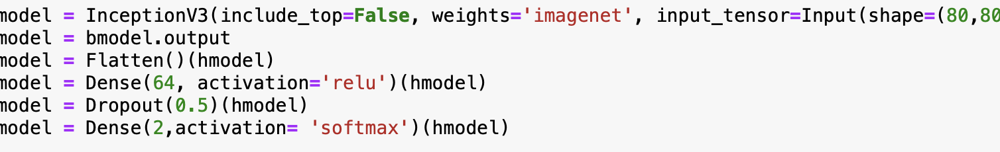 model = InceptionV3(include_top=False, weights='imagenet', input_tensor=Input(shape=(80,80
model = bmodel.output
model = Flatten()(hmodel)
model = Dense(64, activation='relu')(hmodel)
model = Dropout(0.5)(hmodel)
model = Dense(2,activation= 'softmax')(hmodel)